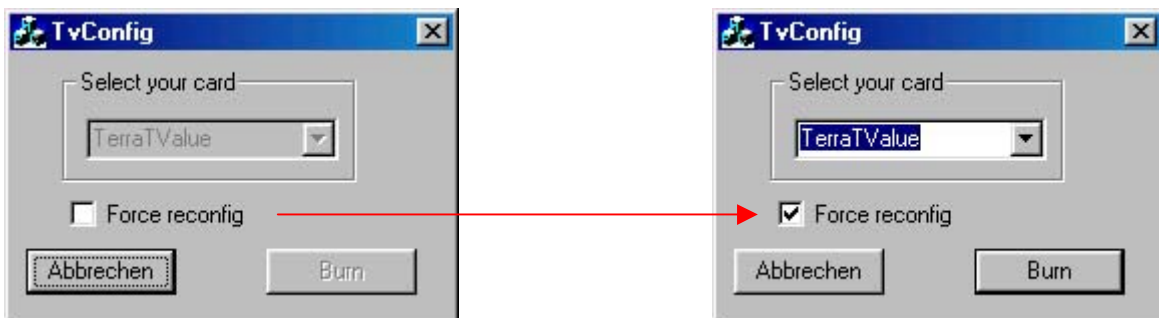 TvConfig
Select your card
TerraTValue
Force reconfig
Abbrechen
Burn
TvConfig
Select your card
TerraTValue
Force reconfig
Abbrechen
Burn